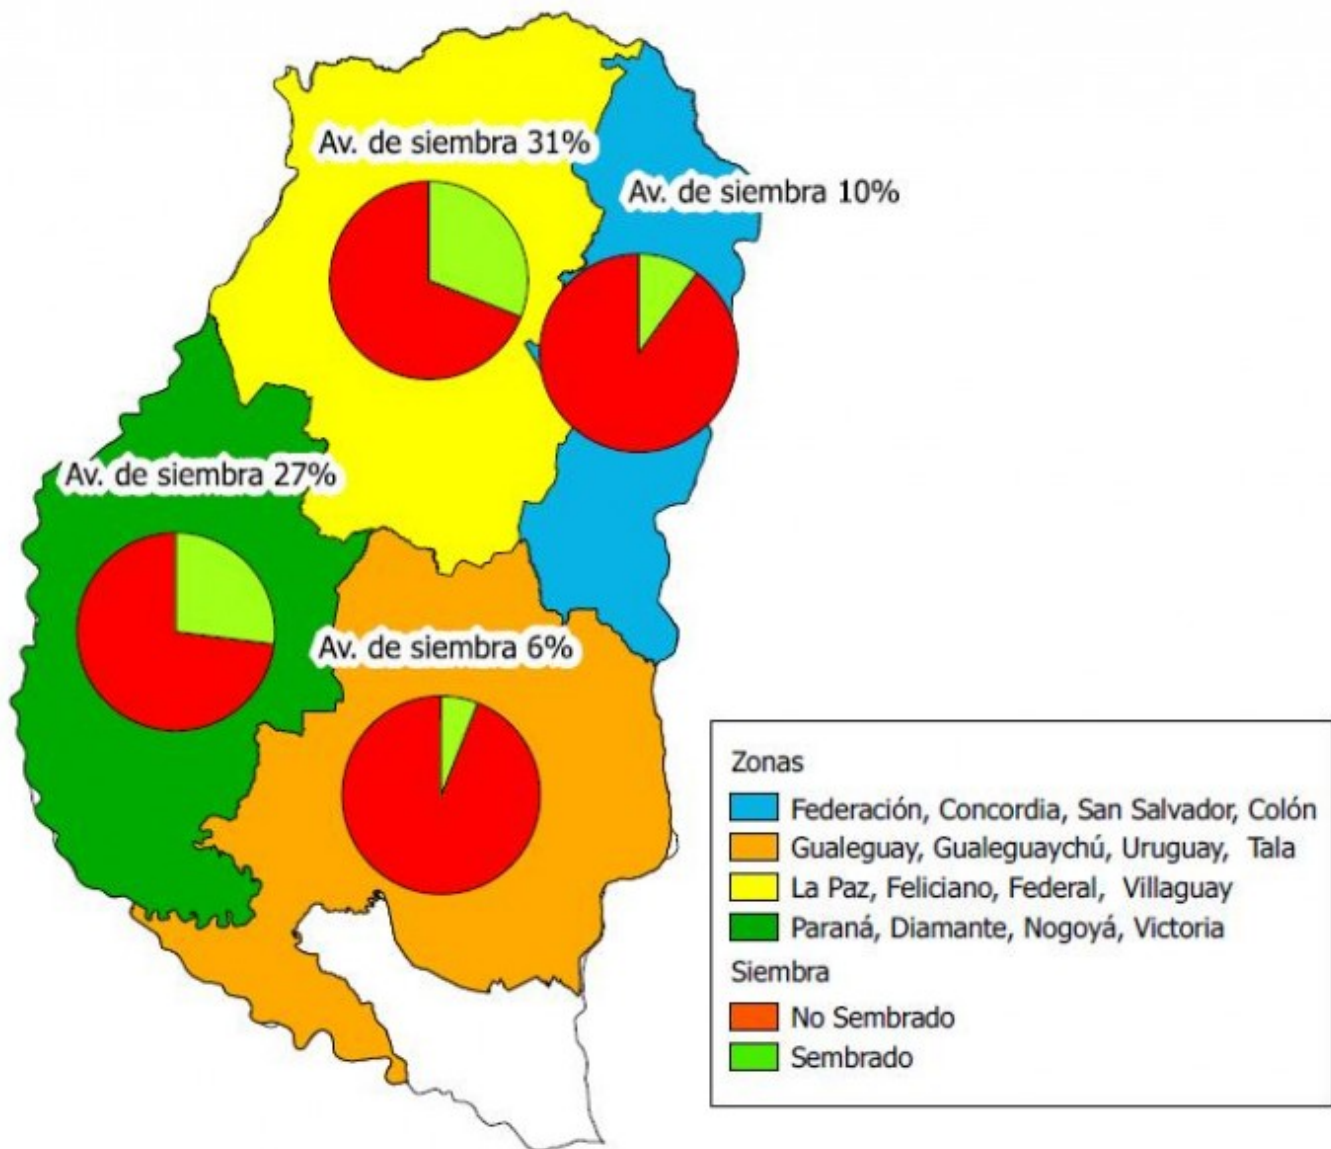 Av. de siembra 31%
Av. de siembra 10%
Av. de siembra 27%
Av. de siembra 6%
Zonas
Federación, Concordia, San Salvador, Colón
Gualeguay, Gualeguaychú, Uruguay, Tala
La Paz, Feliciano, Federal, Villaguay
Paraná, Diamante, Nogoyá, Victoria
Siembra
No Sembrado
Sembrado